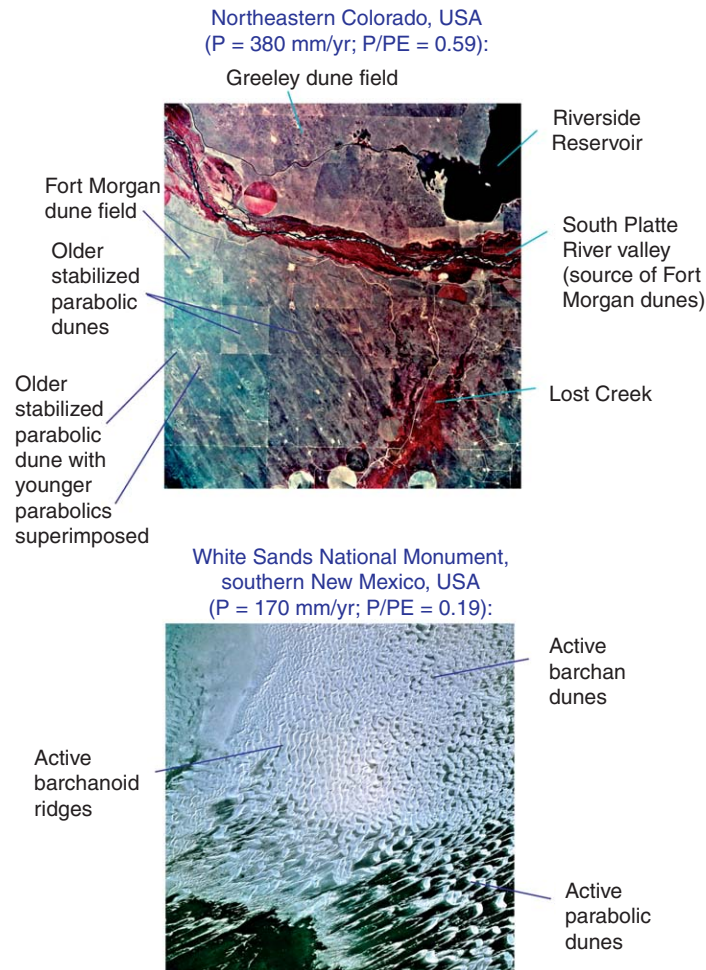 Northeastern Colorado, USA
(P = 380 mm/yr; P/PE = 0.59):
Greeley dune field
Riverside
Reservoir
Fort Morgan
dune field
South Platte
River valley
(source of Fort
Morgan dunes)
Older
stabilized
parabolic
dunes
Older
stabilized
parabolic
dune with
younger
parabolics
superimposed
Lost Creek
White Sands National Monument,
southern New Mexico, USA
(P = 170 mm/yr; P/PE = 0.19):
Active
barchan
dunes
Active
barchanoid
ridges
Active
parabolic
dunes